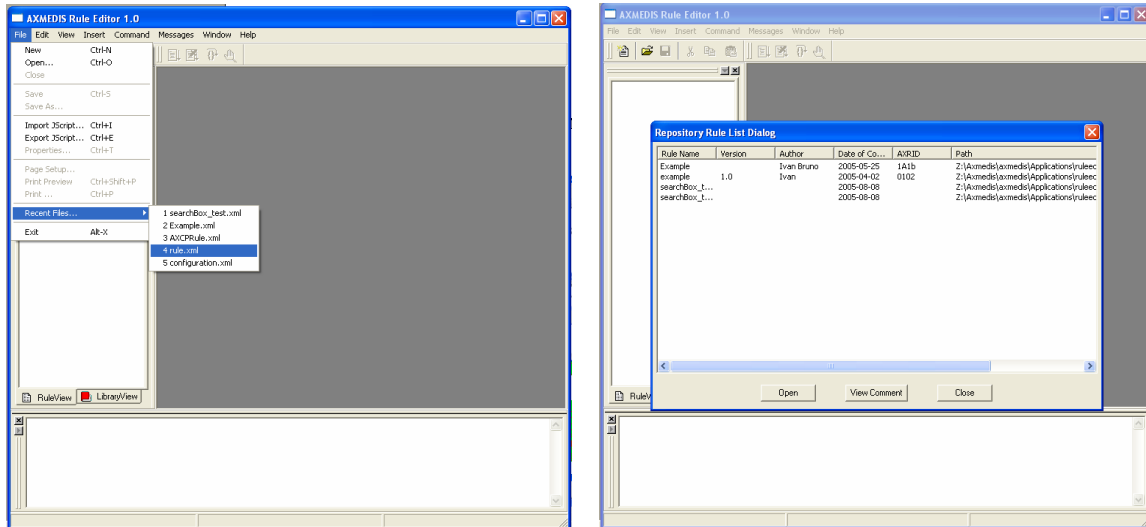 AXMEDIS Rule Editor 1.0
File Edit View Insert Command Messages Window Help
New Ctrl-N
Open... Ctrl-O
Close
Save Ctrl-S
Save As...
Import JScript... Ctrl+I
Export JScript... Ctrl+E
Properties... Ctrl+T
Page Setup...
Print Preview Ctrl+Shift+P
Print ... Ctrl+P
Recent Files...
1 searchBox_test.xml
2 Example.xml
3 AXCPRule.xml
4 rule.xml
5 configuration.xml
Exit Alt-X
RuleView LibraryView
AXMEDIS Rule Editor 1.0
File Edit View Insert Command Messages Window Help
Repository Rule List Dialog
Rule Name Version Author Date of Co... AXRID Path
Example Ivan Bruno 2005-05-25 1A1b Z:\Axmedis\axmedis\Applications\ruleec
example 1.0 Ivan 2005-04-02 0102 Z:\Axmedis\axmedis\Applications\ruleec
searchBox_t... 2005-08-08 Z:\Axmedis\axmedis\Applications\ruleec
searchBox_t... 2005-08-08 Z:\Axmedis\axmedis\Applications\ruleec
Open View Comment Close
RuleV